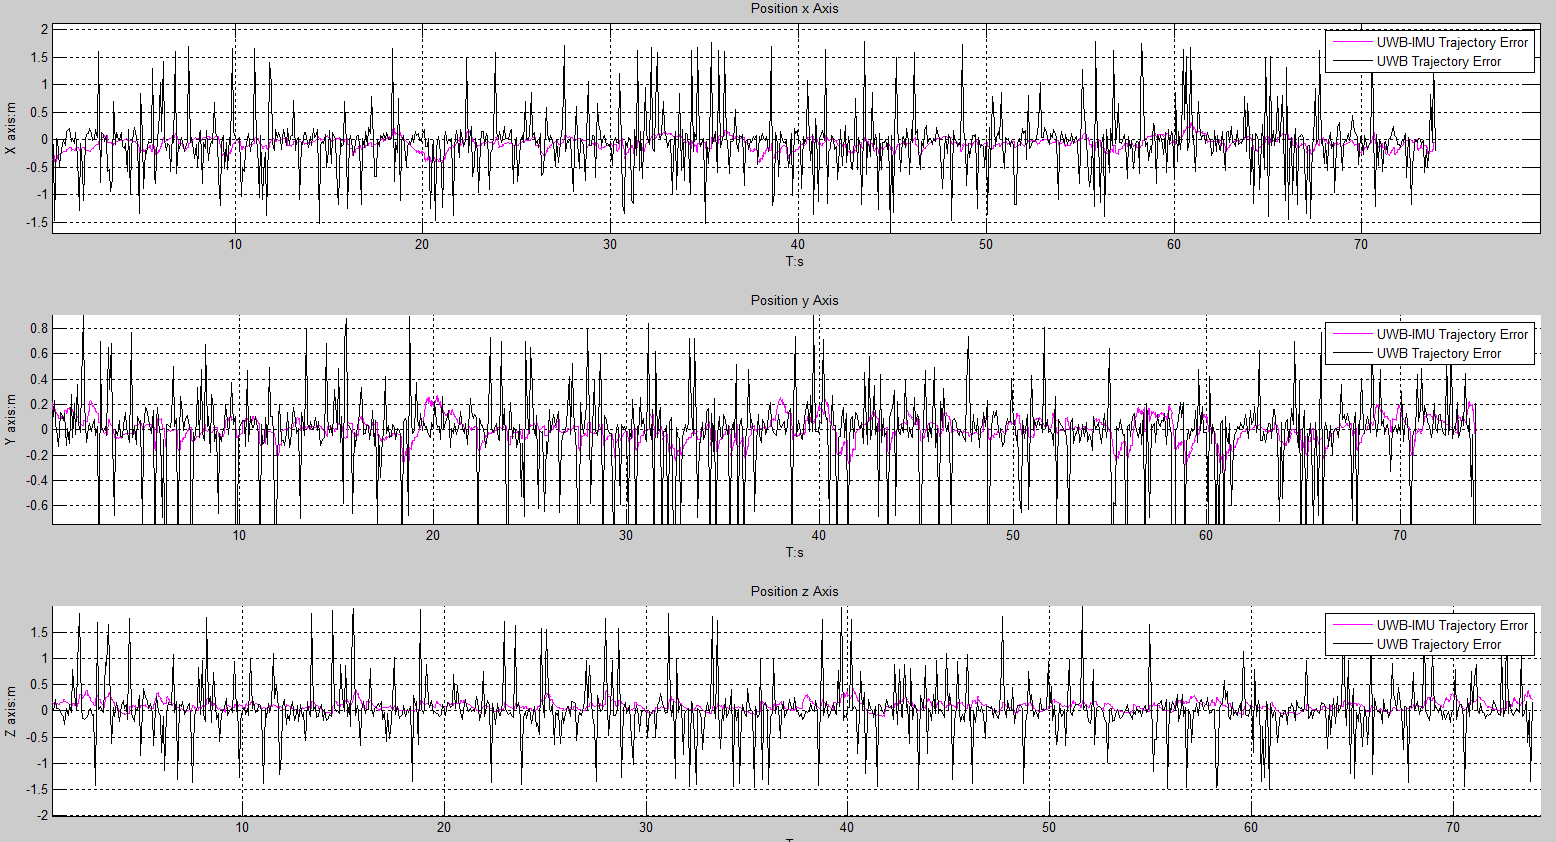 Position x Axis
2
1.5
1
0.5
0
-0.5
-1
-1.5
X axis:m
UWB-IMU Trajectory Error
UWB Trajectory Error
10 20 30 40 50 60 70
T:s
Position y Axis
0.8
0.6
0.4
0.2
0
-0.2
-0.4
-0.6
Y axis:m
UWB-IMU Trajectory Error
UWB Trajectory Error
10 20 30 40 50 60 70
T:s
Position z Axis
1.5
1
0.5
0
-0.5
-1
-1.5
-2
Z axis:m
UWB-IMU Trajectory Error
UWB Trajectory Error
10 20 30 40 50 60 70